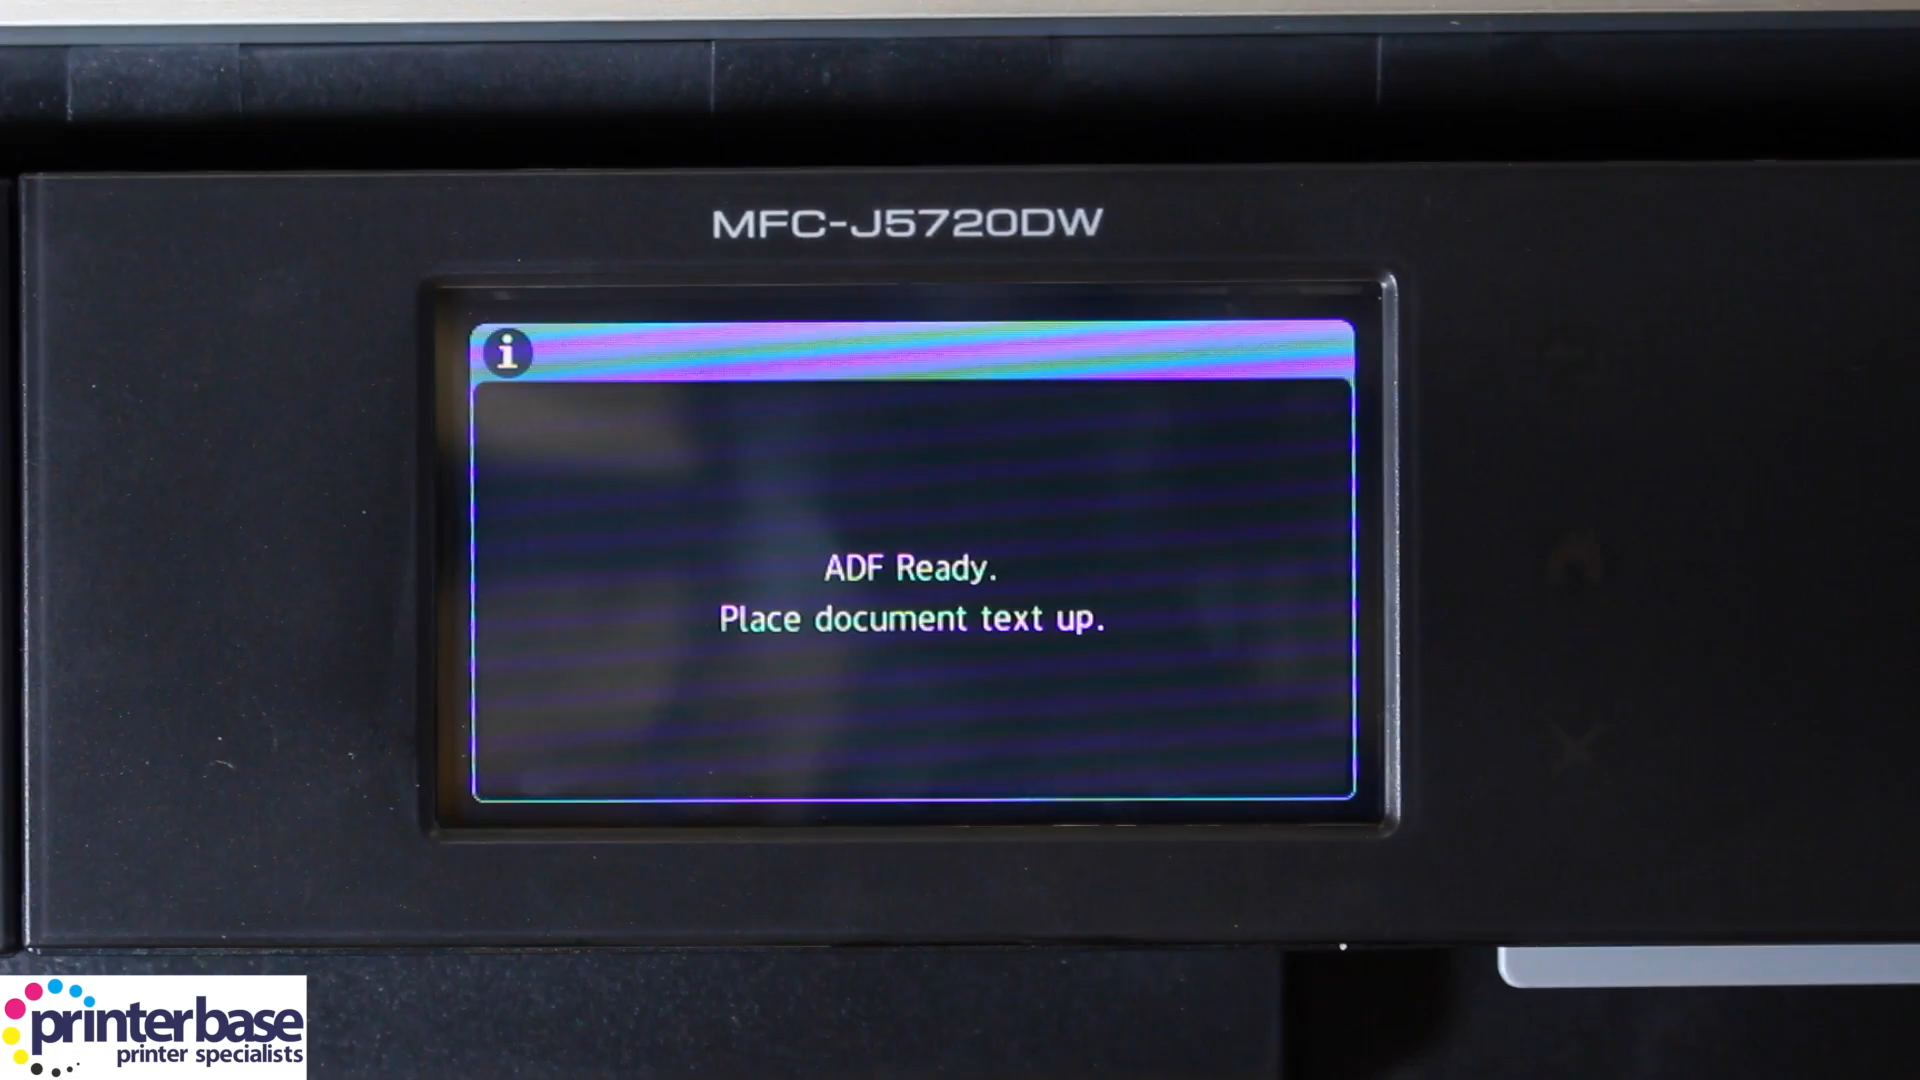 MFC-J5720DW
i
ADF Ready.
Place document text up.
printerbase
printer specialists